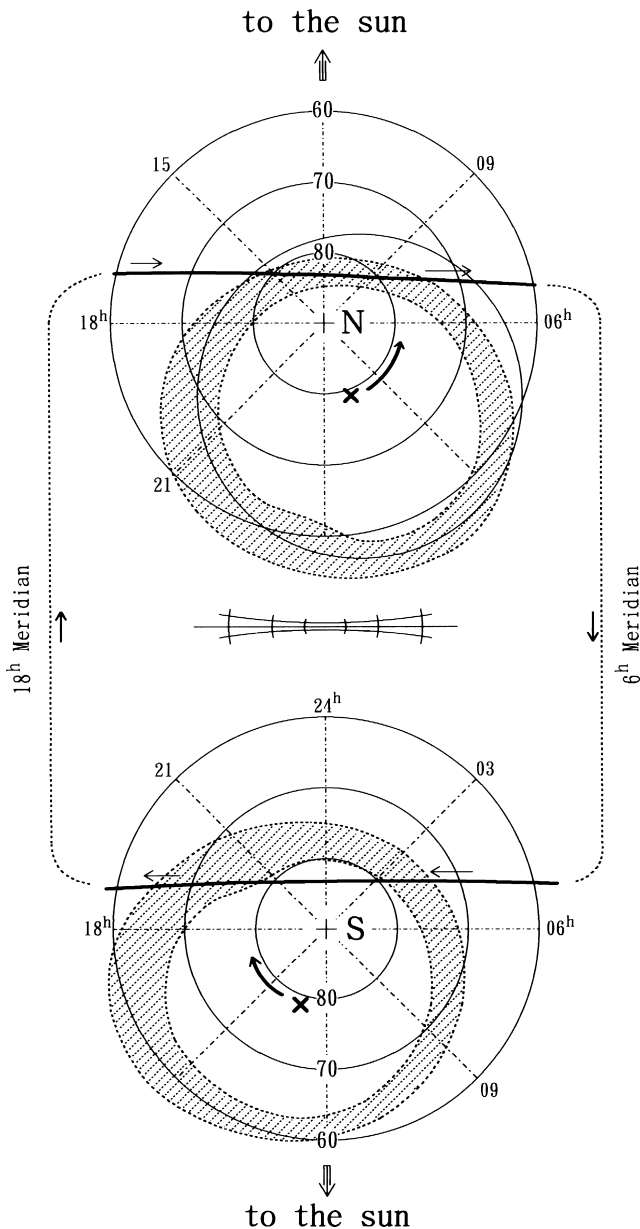 to the sun
60
15
09
70
80
18h
N
06h
21
18h Meridian
6h Meridian
24h
21
03
18h
S
06h
80
70
09
60
to the sun